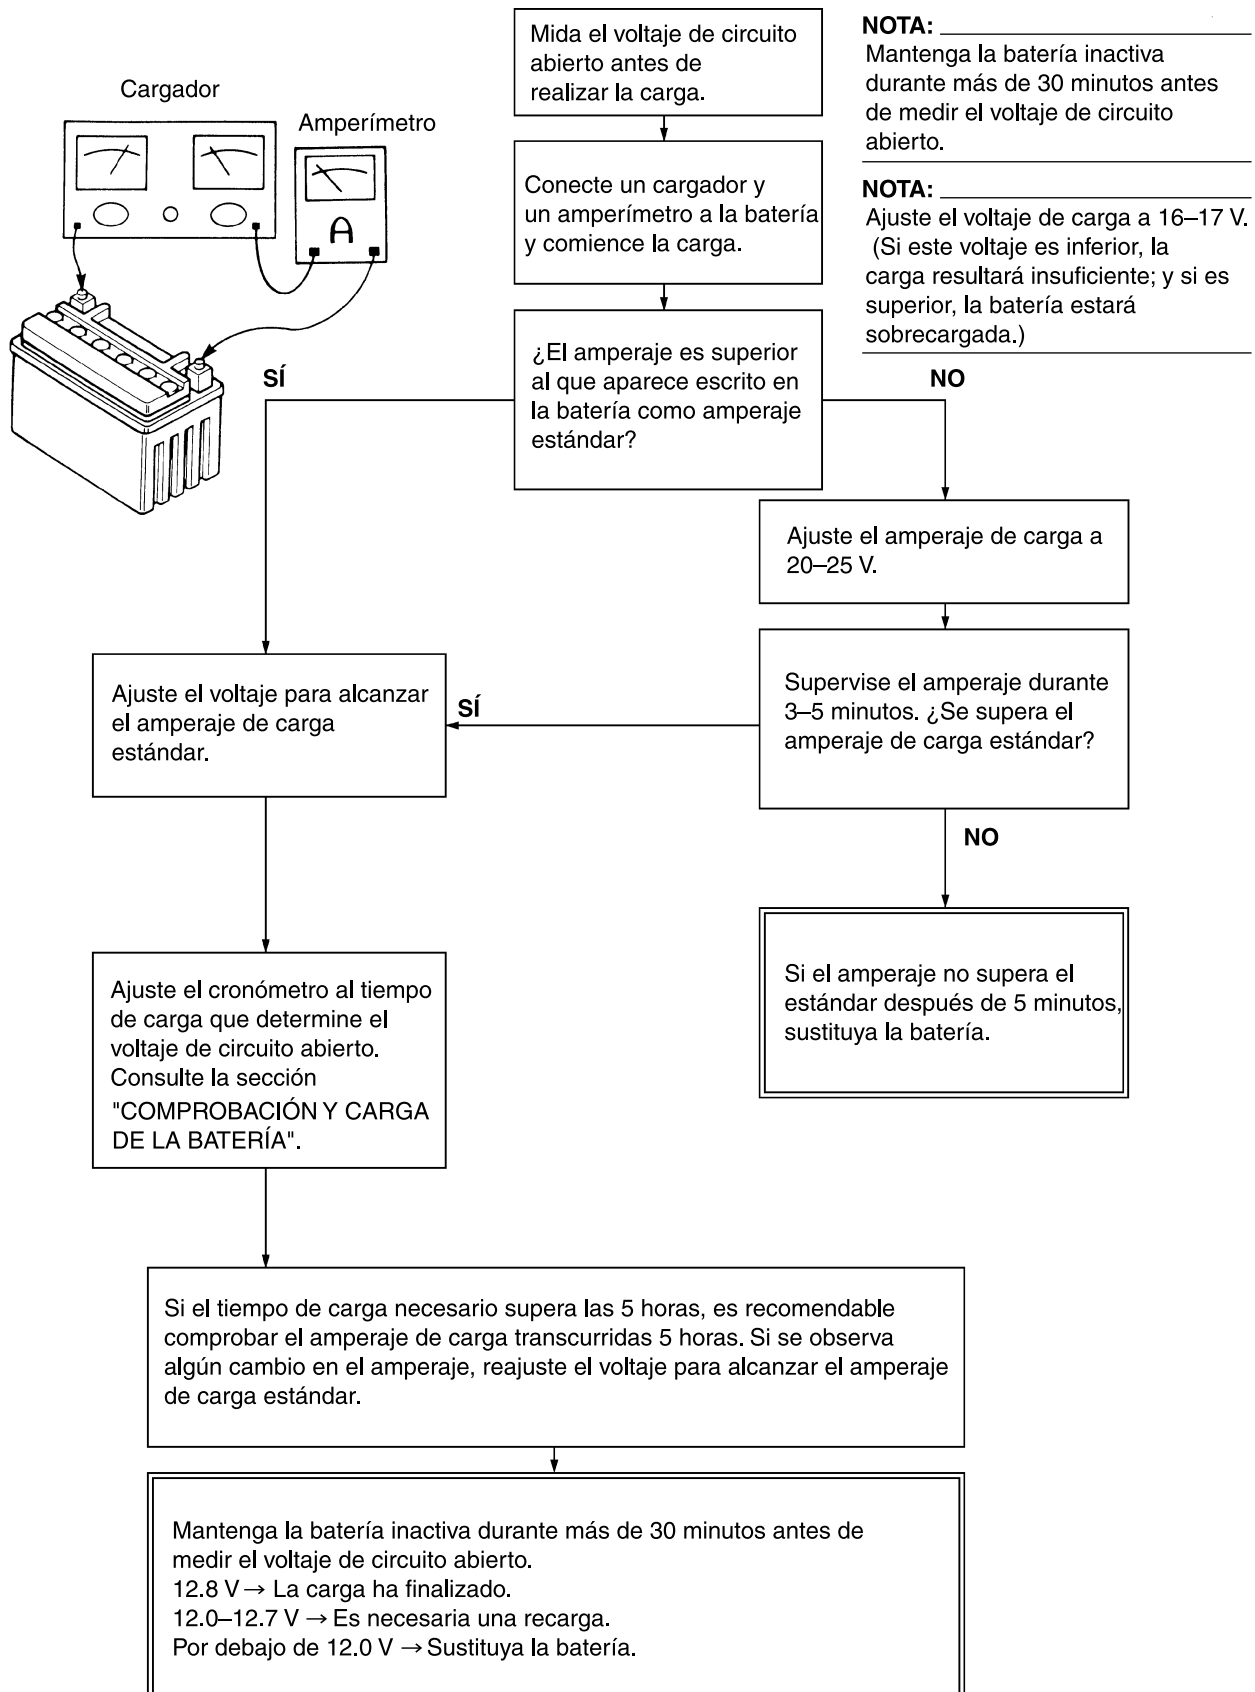 Mida el voltaje de circuito
abierto antes de
realizar la carga.
NOTA:
Mantenga la batería inactiva
durante más de 30 minutos antes
de medir el voltaje de circuito
abierto.
Cargador
Amperímetro
A
Conecte un cargador y
un amperímetro a la batería
y comience la carga.
NOTA:
Ajuste el voltaje de carga a 16–17 V.
(Si este voltaje es inferior, la
carga resultará insuficiente; y si es
superior, la batería estará
sobrecargada.)
¿El amperaje es superior
al que aparece escrito en
la batería como amperaje
estándar?
SÍ
NO
Ajuste el amperaje de carga a
20–25 V.
Supervise el amperaje durante
3–5 minutos. ¿Se supera el
amperaje de carga estándar?
SÍ
Ajuste el voltaje para alcanzar
el amperaje de carga
estándar.
NO
Si el amperaje no supera el
estándar después de 5 minutos,
sustituya la batería.
Ajuste el cronómetro al tiempo
de carga que determine el
voltaje de circuito abierto.
Consulte la sección
"COMPROBACIÓN Y CARGA
DE LA BATERÍA".
Si el tiempo de carga necesario supera las 5 horas, es recomendable
comprobar el amperaje de carga transcurridas 5 horas. Si se observa
algún cambio en el amperaje, reajuste el voltaje para alcanzar el amperaje
de carga estándar.
Mantenga la batería inactiva durante más de 30 minutos antes de
medir el voltaje de circuito abierto.
12.8 V → La carga ha finalizado.
12.0–12.7 V → Es necesaria una recarga.
Por debajo de 12.0 V → Sustituya la batería.